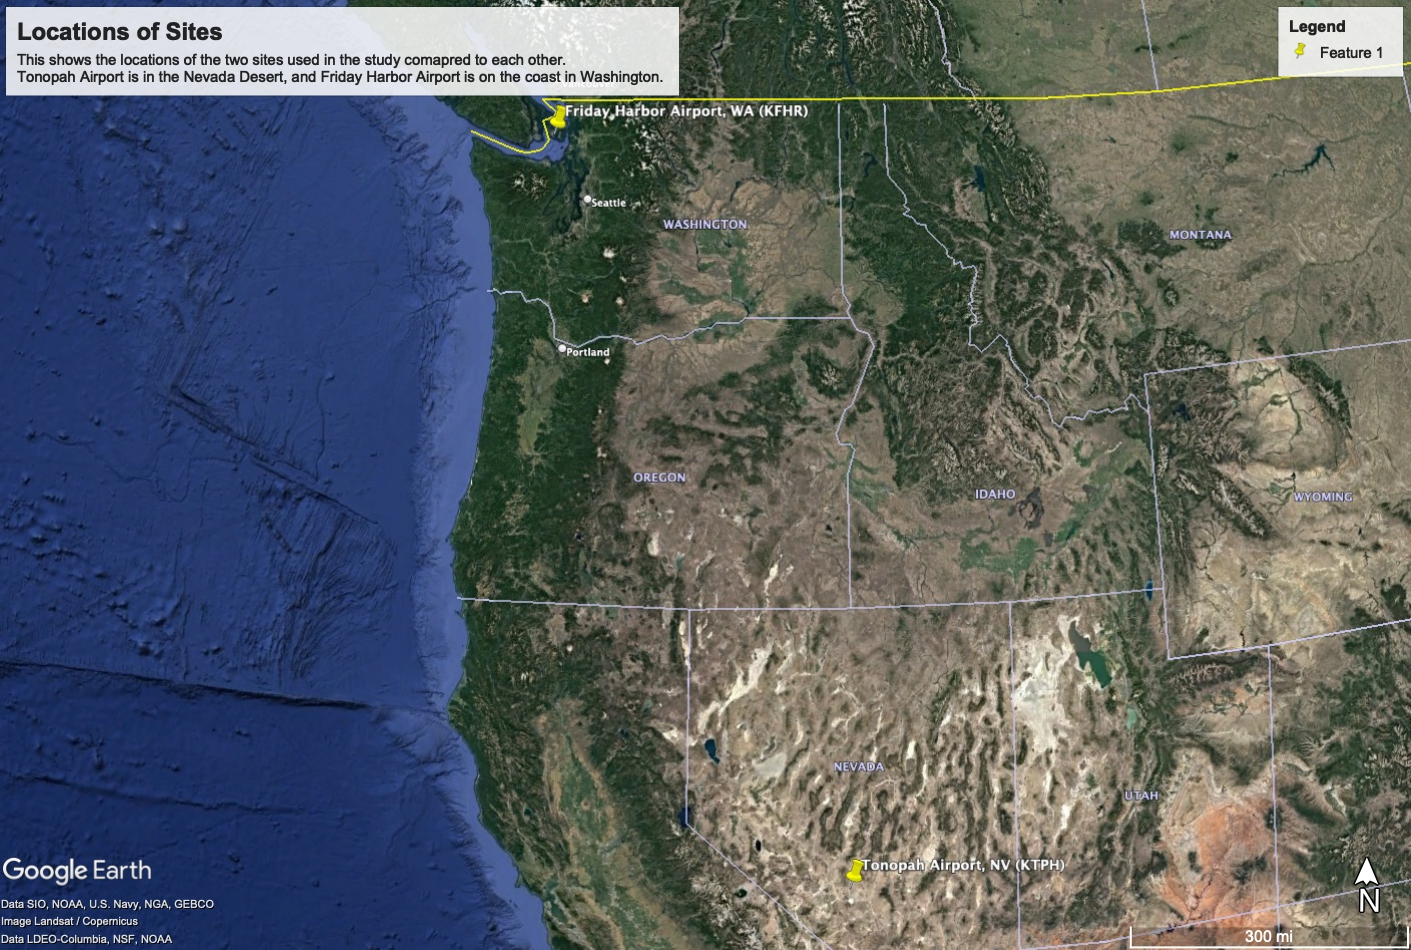 Locations of Sites
This shows the locations of the two sites used in the study comapred to each other.
Tonopah Airport is in the Nevada Desert, and Friday Harbor Airport is on the coast in Washington.
Legend
Feature 1
Vancouver
Friday Harbor Airport, WA (KFHR)
Seattle
WASHINGTON
MONTANA
Portland
OREGON
IDAHO
WYOMING
NEVADA
UTAH
Tonopah Airport, NV (KTPH)
Google Earth
Data SIO, NOAA, U.S. Navy, NGA, GEBCO
Image Landsat / Copernicus
Data LDEO-Columbia, NSF, NOAA
N
300 mi